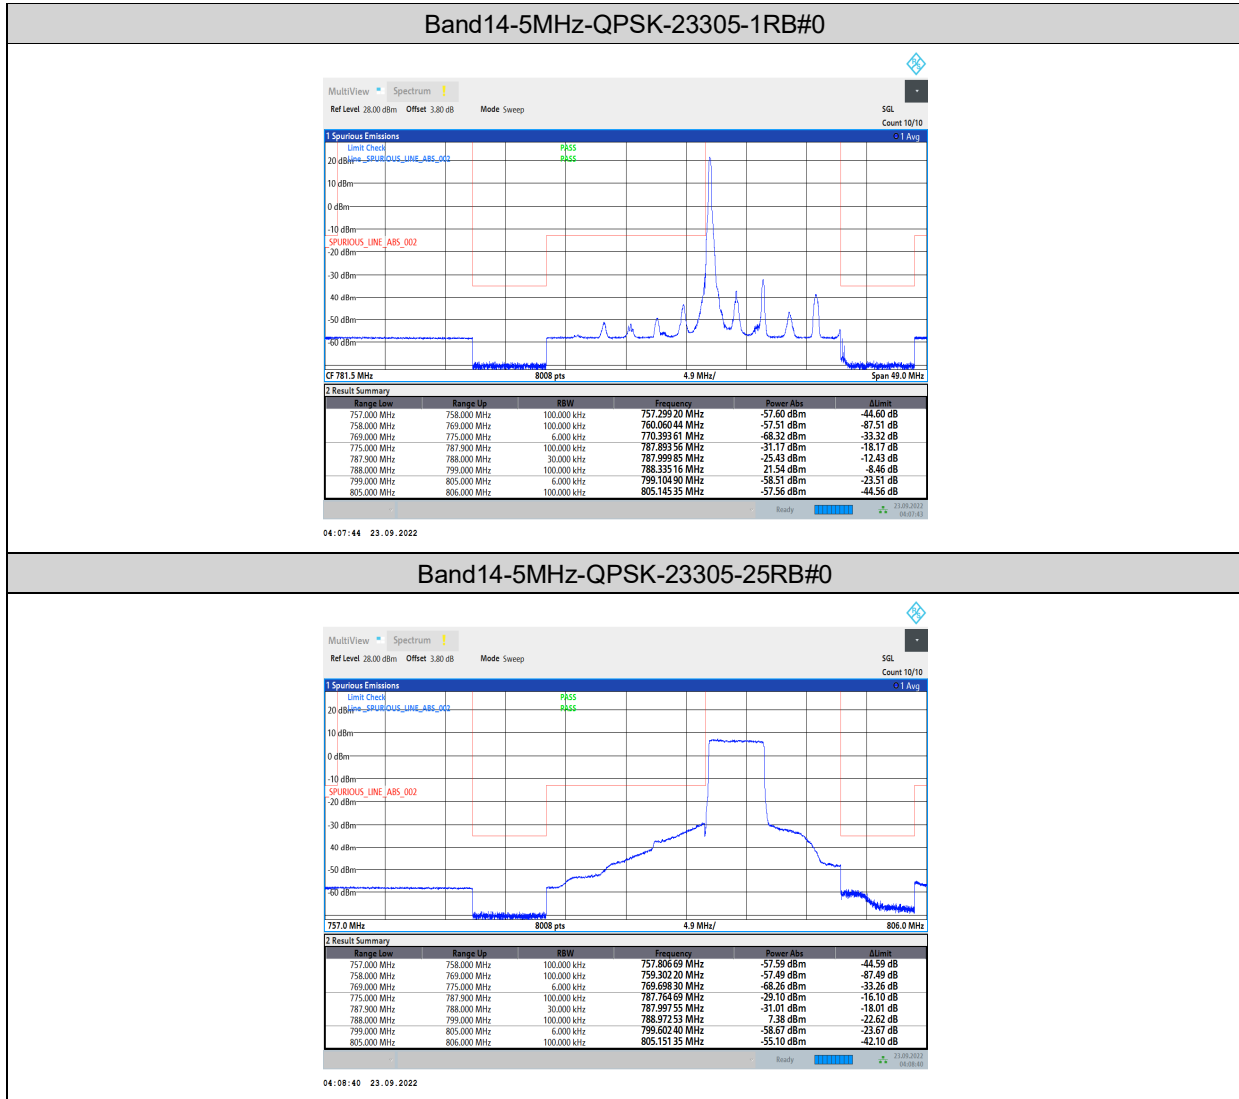 Band14-5MHz-QPSK-23305-1RB#0
MultiView Spectrum
Ref Level 28.00 dBm Offset 3.80 dB Mode Sweep SGL
Count 10/10
1 Spurious Emissions 1 Avg
Limit Check PASS
Line _SPURIOUS_LINE_ABS_002 PASS
20 dBm
10 dBm
0 dBm
-10 dBm
SPURIOUS_LINE_ABS_002
-20 dBm
-30 dBm
-40 dBm
-50 dBm
-60 dBm
CF 781.5 MHz 8008 pts 4.9 MHz/ Span 49.0 MHz
2 Result Summary
Range Low Range Up RBW Frequency Power Abs ΔLimit
757.000 MHz 758.000 MHz 100.000 kHz 757.299 20 MHz -57.60 dBm -44.60 dB
758.000 MHz 769.000 MHz 100.000 kHz 760.060 44 MHz -57.51 dBm -87.51 dB
769.000 MHz 775.000 MHz 6.000 kHz 770.393 61 MHz -68.32 dBm -33.32 dB
775.000 MHz 787.900 MHz 100.000 kHz 787.893 56 MHz -31.17 dBm -18.17 dB
787.900 MHz 788.000 MHz 30.000 kHz 787.999 85 MHz -25.43 dBm -12.43 dB
788.000 MHz 799.000 MHz 100.000 kHz 788.335 16 MHz 21.54 dBm -8.46 dB
799.000 MHz 805.000 MHz 6.000 kHz 799.104 90 MHz -58.51 dBm -23.51 dB
805.000 MHz 806.000 MHz 100.000 kHz 805.145 35 MHz -57.56 dBm -44.56 dB
Ready 23.09.2022
04:07:43
04:07:44 23.09.2022
Band14-5MHz-QPSK-23305-25RB#0
MultiView Spectrum
Ref Level 28.00 dBm Offset 3.80 dB Mode Sweep SGL
Count 10/10
1 Spurious Emissions 1 Avg
Limit Check PASS
Line _SPURIOUS_LINE_ABS_002 PASS
20 dBm
10 dBm
0 dBm
-10 dBm
SPURIOUS_LINE_ABS_002
-20 dBm
-30 dBm
-40 dBm
-50 dBm
-60 dBm
757.0 MHz 8008 pts 4.9 MHz/ 806.0 MHz
2 Result Summary
Range Low Range Up RBW Frequency Power Abs ΔLimit
757.000 MHz 758.000 MHz 100.000 kHz 757.806 69 MHz -57.59 dBm -44.59 dB
758.000 MHz 769.000 MHz 100.000 kHz 759.302 20 MHz -57.49 dBm -87.49 dB
769.000 MHz 775.000 MHz 6.000 kHz 769.698 30 MHz -68.26 dBm -33.26 dB
775.000 MHz 787.900 MHz 100.000 kHz 787.764 69 MHz -29.10 dBm -16.10 dB
787.900 MHz 788.000 MHz 30.000 kHz 787.997 55 MHz -31.01 dBm -18.01 dB
788.000 MHz 799.000 MHz 100.000 kHz 788.972 53 MHz 7.38 dBm -22.62 dB
799.000 MHz 805.000 MHz 6.000 kHz 799.602 40 MHz -58.67 dBm -23.67 dB
805.000 MHz 806.000 MHz 100.000 kHz 805.151 35 MHz -55.10 dBm -42.10 dB
Ready 23.09.2022
04:08:40 23.09.2022